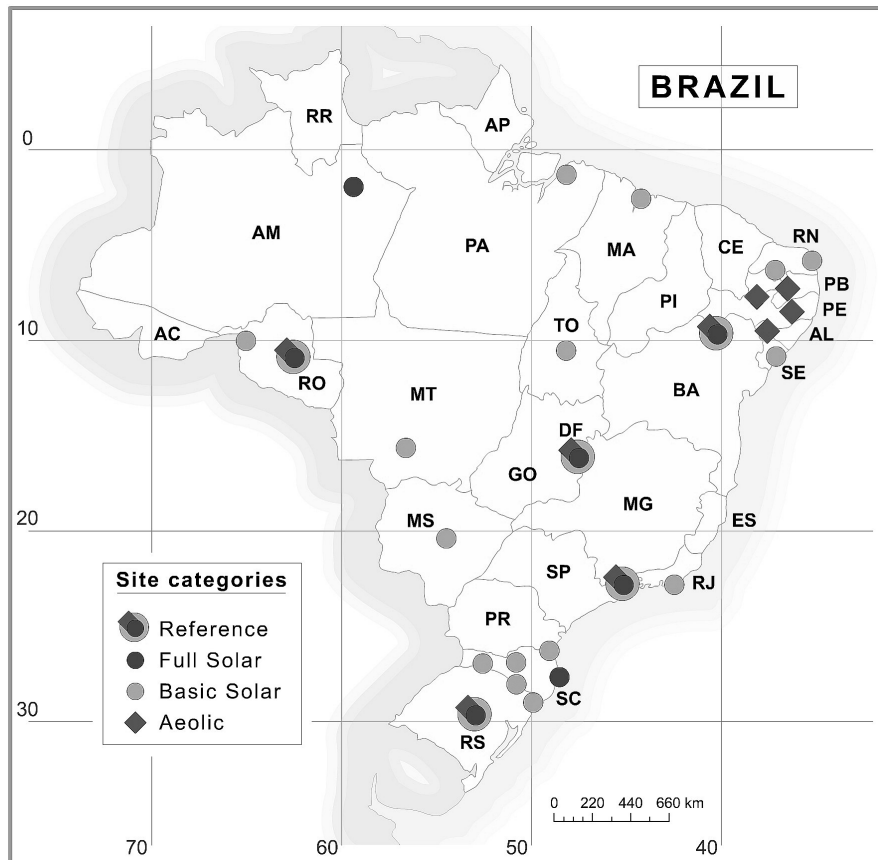 BRAZIL
RR
AP
0
AM
PA
MA
CE
RN
PB
PI
PE
TO
AL
10
AC
RO
SE
MT
BA
DF
GO
MG
MS
ES
20
Site categories
SP
RJ
PR
Reference
Full Solar
Basic Solar
SC
Aeolic
30
RS
0 220 440 660 km
70 60 50 40